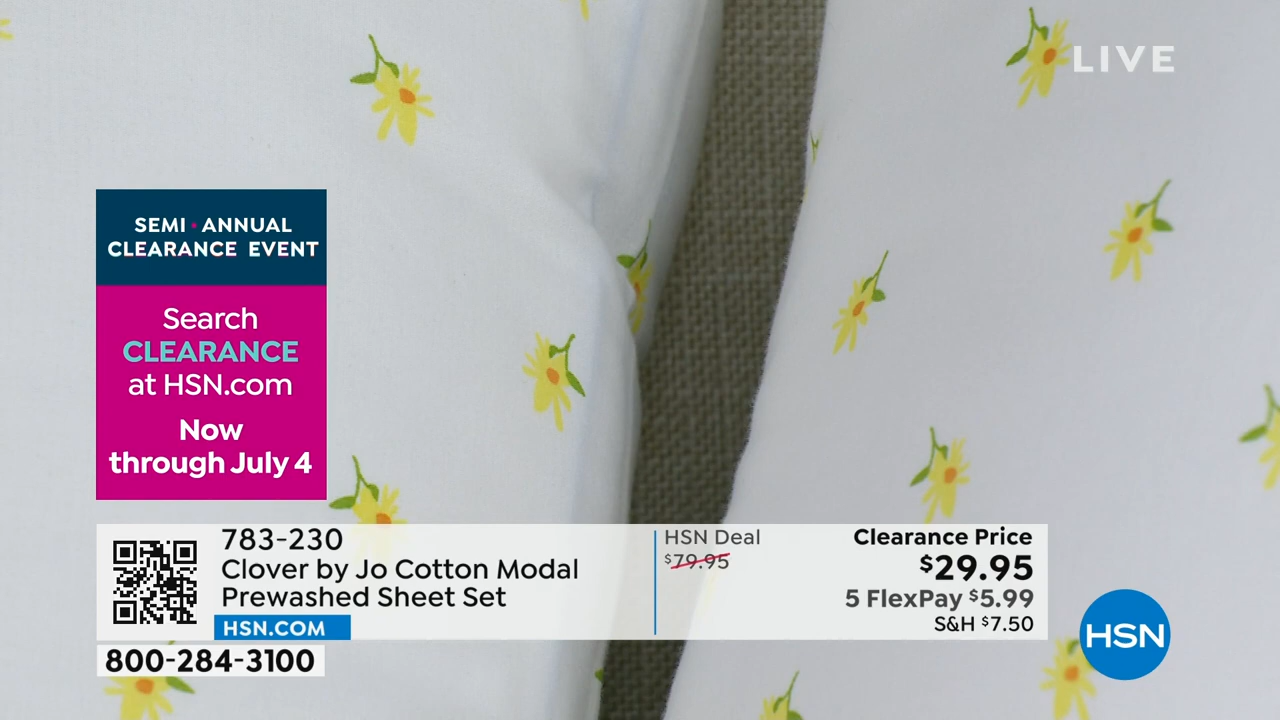 LIVE
SEMI · ANNUAL
CLEARANCE EVENT
Search
CLEARANCE
at HSN.com
Now
through July 4
783-230
Clover by Jo Cotton Modal
Prewashed Sheet Set
HSN.COM
800-284-3100
HSN Deal
$79.95
Clearance Price
$29.95
5 FlexPay $5.99
S&H $7.50
HSN